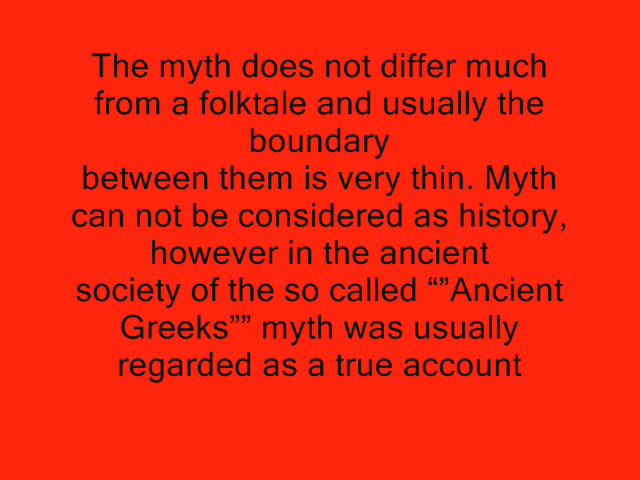 The myth does not differ much
from a folktale and usually the
boundary
between them is very thin. Myth
can not be considered as history,
however in the ancient
society of the so called “”Ancient
Greeks”” myth was usually
regarded as a true account